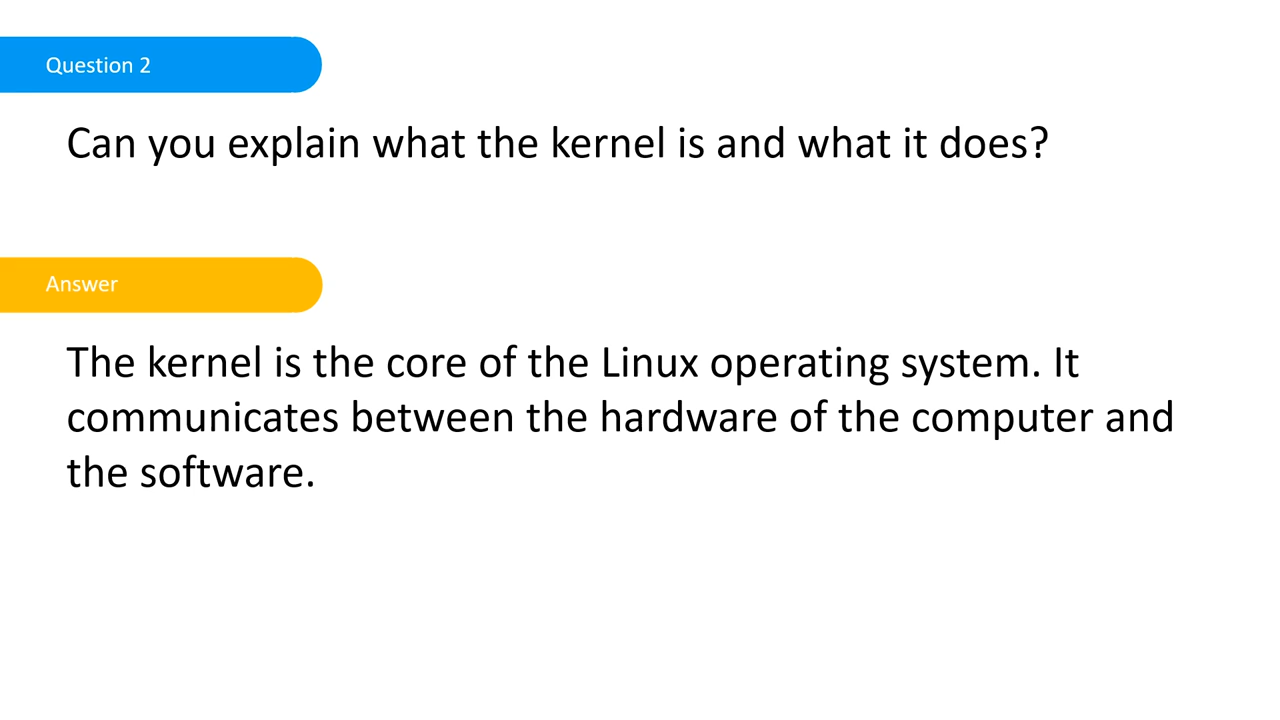 Question 2
Can you explain what the kernel is and what it does?
Answer
The kernel is the core of the Linux operating system. It
communicates between the hardware of the computer and
the software.